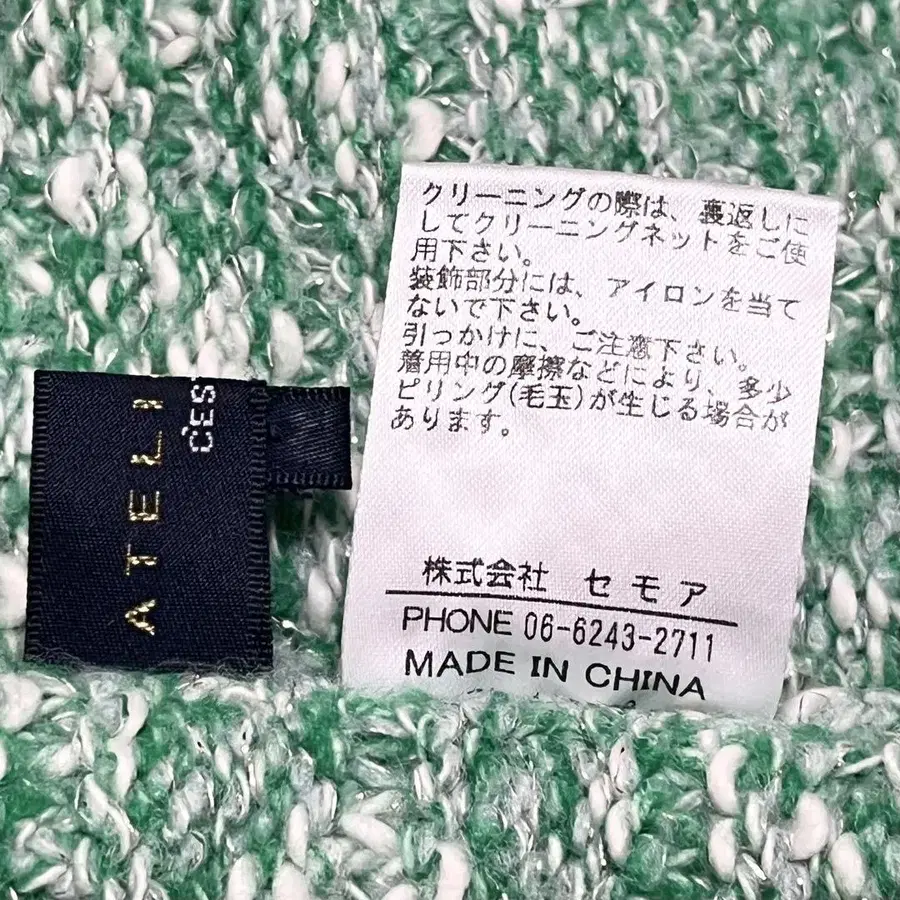 クリーニングの際は、裏返しに
してクリーニングネットをご使
用下さい。
装飾部分には、アイロンを当て
ないで下さい。
引っかけに、ご注意下さい。
着用中の摩擦などにより、多少
ピリング(毛玉)が生じる場合が
あります。
株式会社 セモア
PHONE 06-6243-2711
MADE IN CHINA
ATELI
C'ES